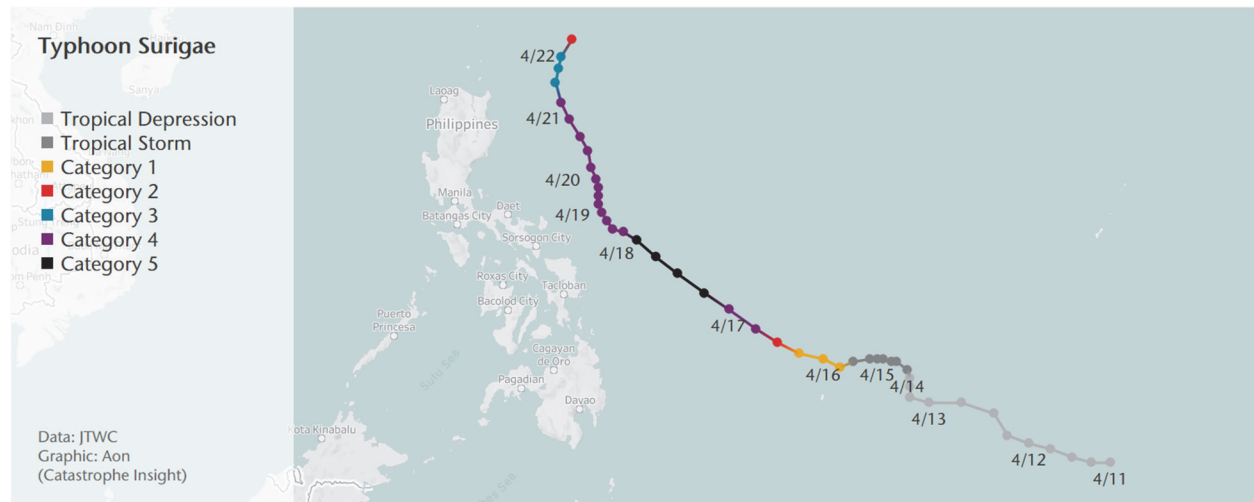 Typhoon Surigae
Tropical Depression
Tropical Storm
Category 1
Category 2
Category 3
Category 4
Category 5
Data: JTWC
Graphic: Aon
(Catastrophe Insight)
Nam Dinh
Sanya
Laoag
Philippines
Manila
Batangas City
Daet
Sorsogon City
Roxas City
Tacloban
Bacolod City
Puerto
Princesa
Cagayan
de Oro
Pagadian
Davao
Sulu Sea
Kota Kinabalu
4/22
4/21
4/20
4/19
4/18
4/17
4/16
4/15
4/14
4/13
4/12
4/11